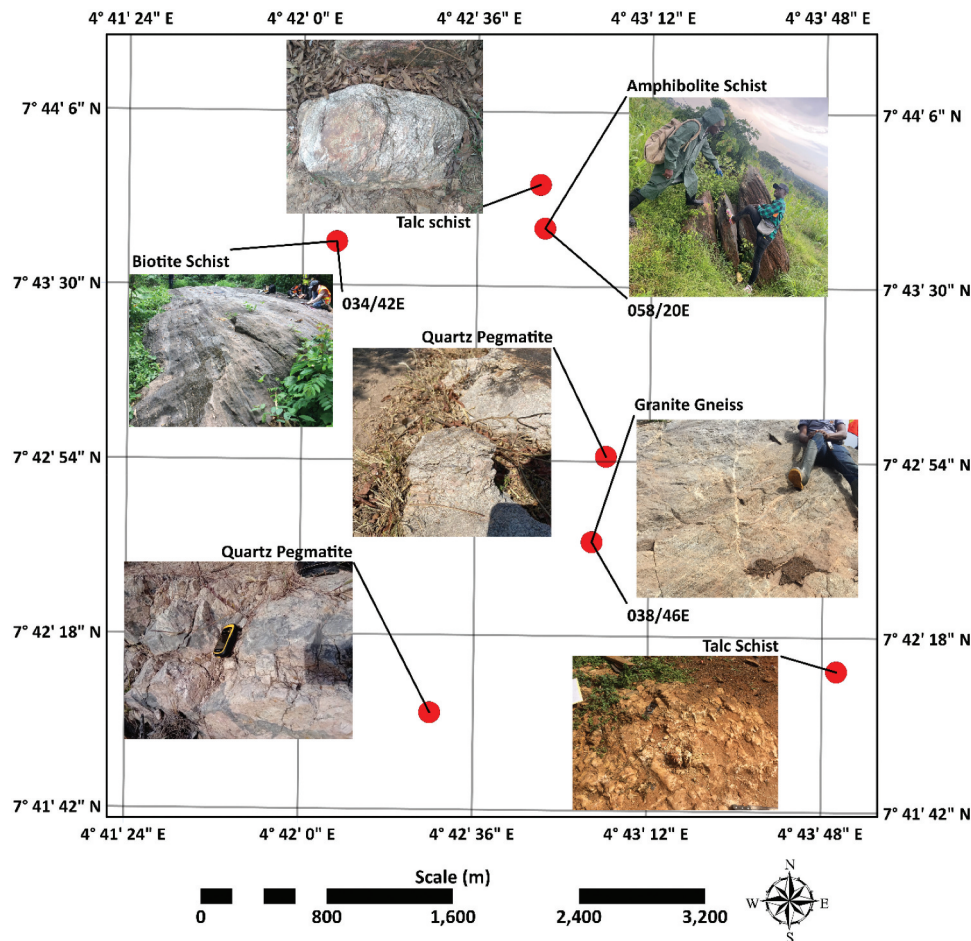 4° 41' 24" E
4° 42' 0" E
4° 42' 36" E
4° 43' 12" E
4° 43' 48" E
7° 44' 6" N
7° 44' 6" N
Amphibolite Schist
Talc schist
Biotite Schist
7° 43' 30" N
7° 43' 30" N
034/42E
058/20E
Quartz Pegmatite
Granite Gneiss
7° 42' 54" N
7° 42' 54" N
Quartz Pegmatite
038/46E
7° 42' 18" N
7° 42' 18" N
Talc Schist
7° 41' 42" N
7° 41' 42" N
4° 41' 24" E
4° 42' 0" E
4° 42' 36" E
4° 43' 12" E
4° 43' 48" E
Scale (m)
0
800
1,600
2,400
3,200
N
W
E
S